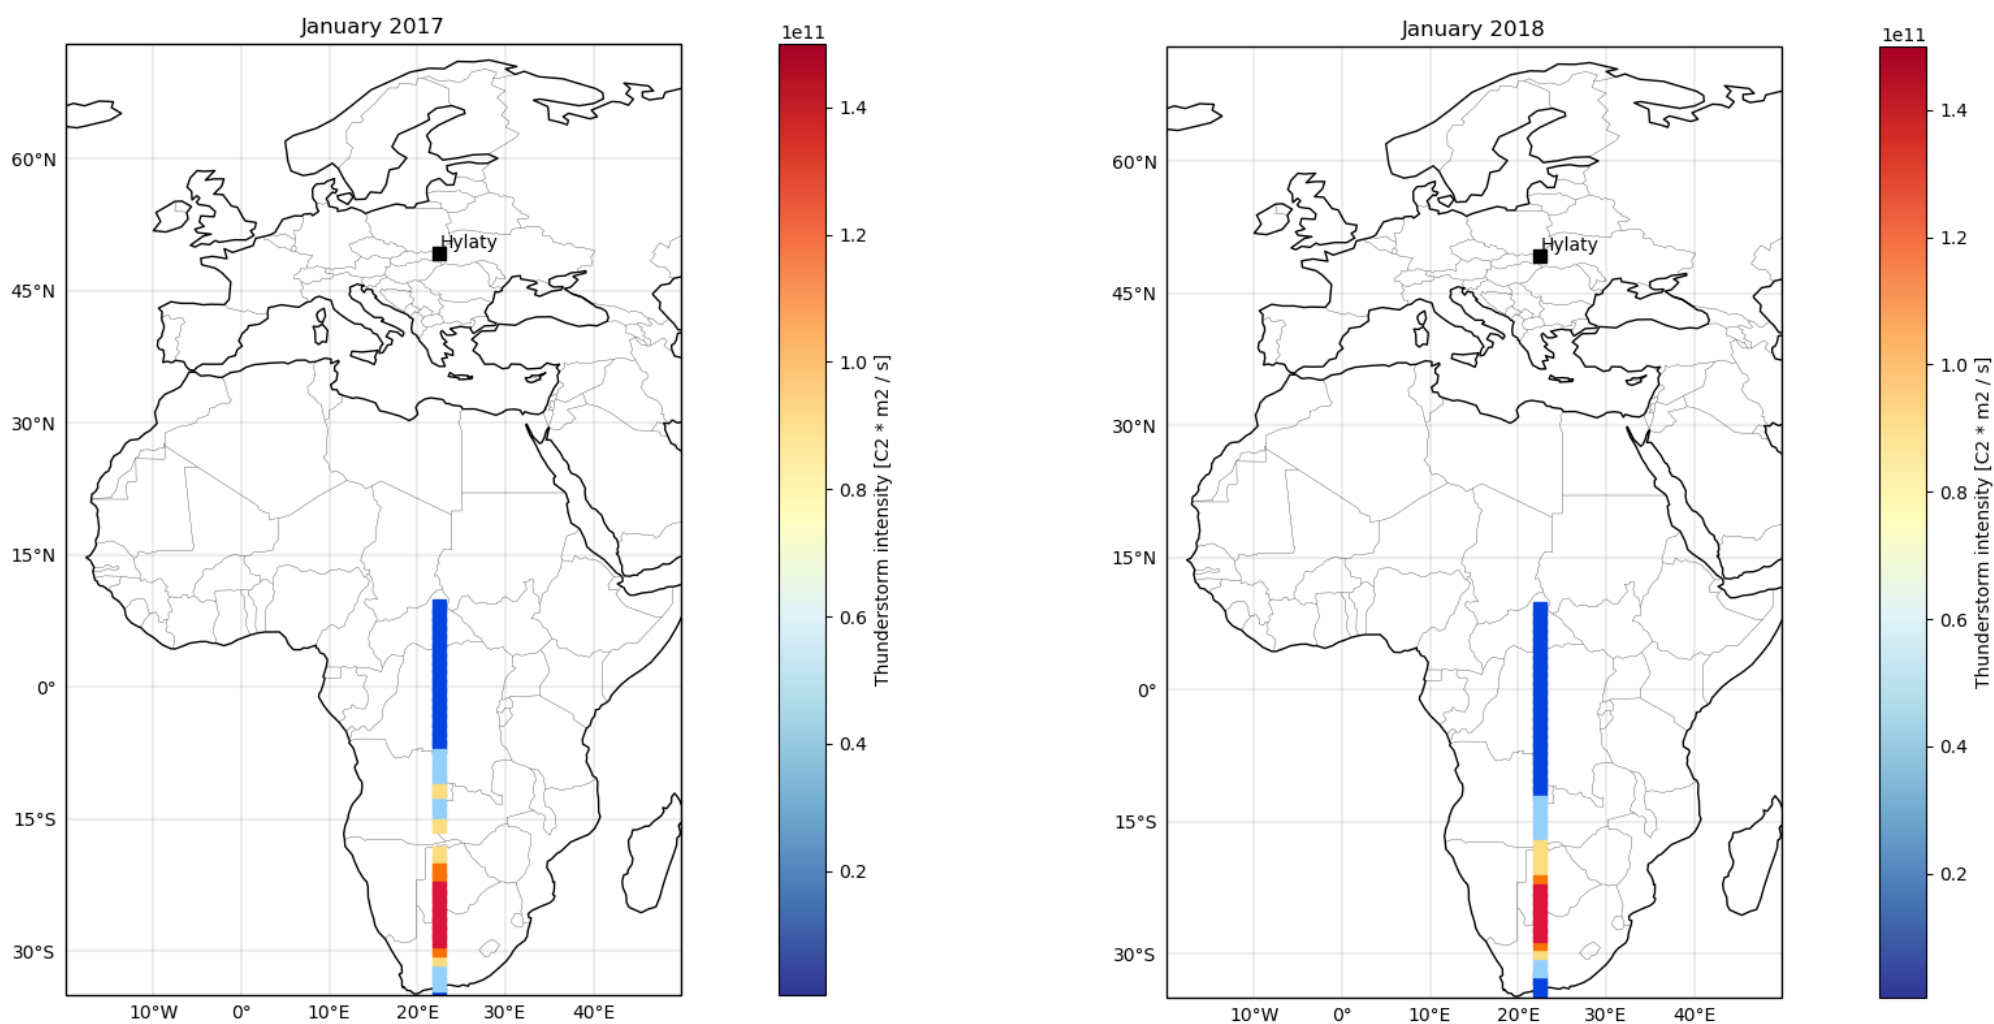 January 2017
1e11
60°N
45°N
30°N
15°N
0°
15°S
30°S
10°W
0°
10°E
20°E
30°E
40°E
Hylaty
1.4
1.2
1.0
0.8
0.6
0.4
0.2
Thunderstorm intensity [C2 * m2 / s]
January 2018
1e11
60°N
45°N
30°N
15°N
0°
15°S
30°S
10°W
0°
10°E
20°E
30°E
40°E
Hylaty
1.4
1.2
1.0
0.8
0.6
0.4
0.2
Thunderstorm intensity [C2 * m2 / s]